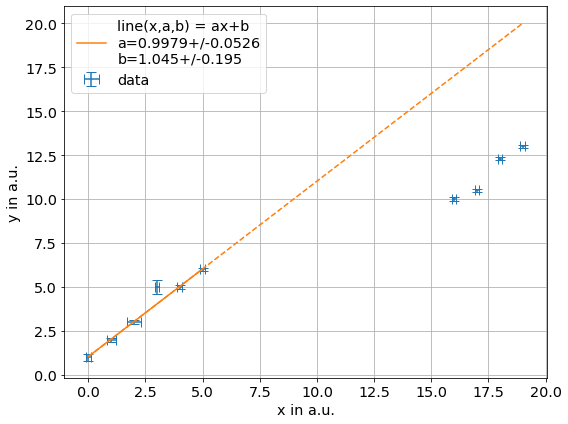 line(x,a,b) = ax+b
a=0.9979+/-0.0526
b=1.045+/-0.195
data
20.0
17.5
15.0
12.5
10.0
7.5
5.0
2.5
0.0
y in a.u.
0.0 2.5 5.0 7.5 10.0 12.5 15.0 17.5 20.0
x in a.u.